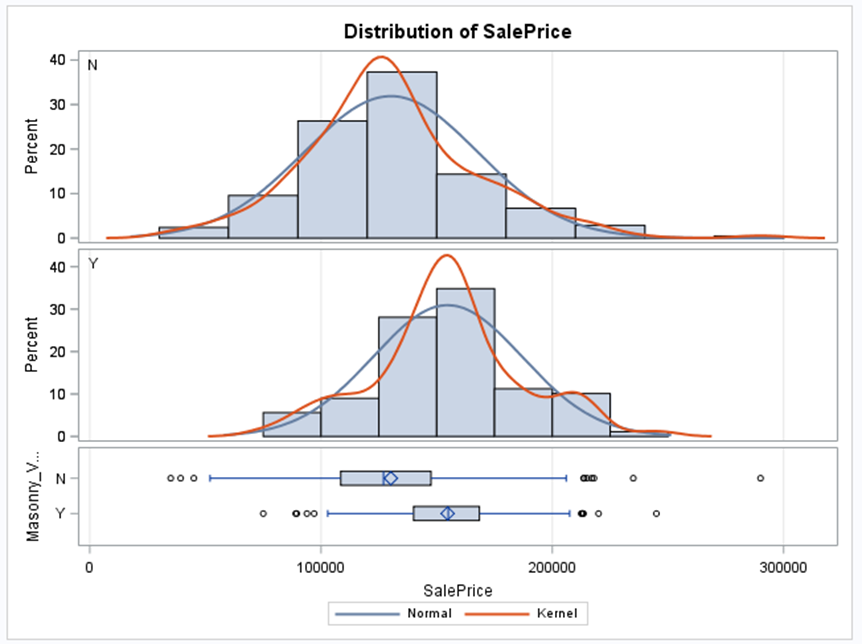 Distribution of SalePrice
N
40
30
20
10
0
Percent
Y
40
30
20
10
0
Percent
Masonry_V...
N
Y
0 100000 200000 300000
SalePrice
Normal Kernel